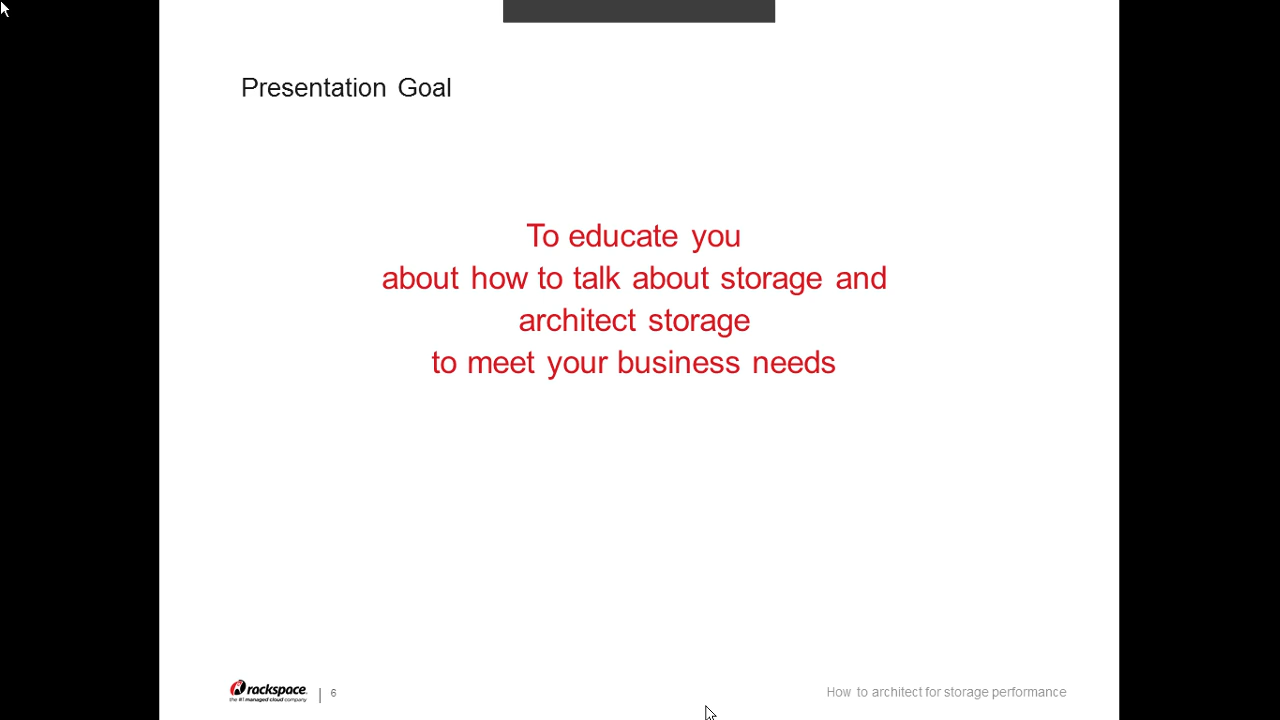 Presentation Goal
To educate you
about how to talk about storage and
architect storage
to meet your business needs
rackspace.
the #1 managed cloud company
6
How to architect for storage performance